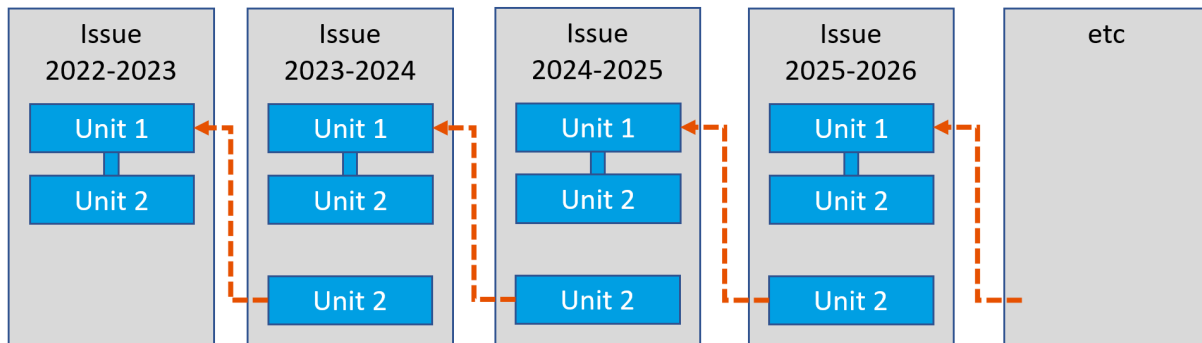 Issue
2022-2023
Unit 1
Unit 2
Issue
2023-2024
Unit 1
Unit 2
Unit 2
Issue
2024-2025
Unit 1
Unit 2
Unit 2
Issue
2025-2026
Unit 1
Unit 2
Unit 2
etc